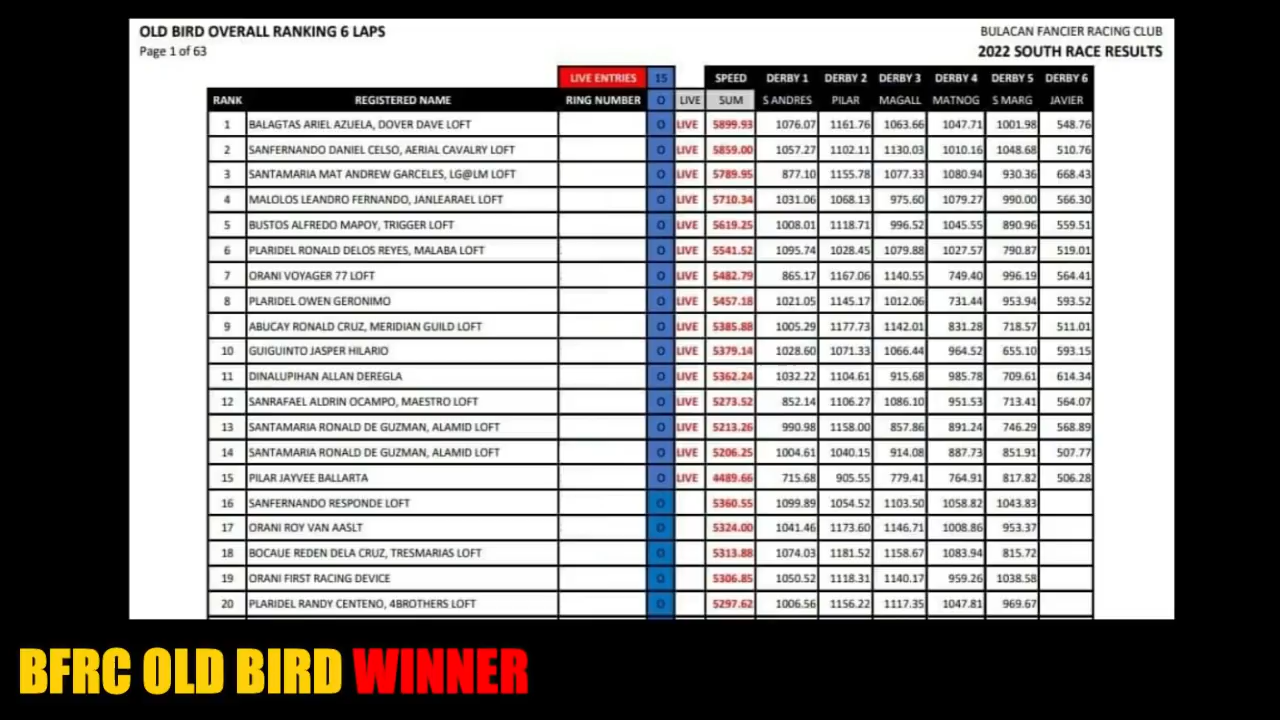 OLD BIRD OVERALL RANKING 6 LAPS
BULACAN FANCIER RACING CLUB
Page 1 of 63
2022 SOUTH RACE RESULTS
LIVE ENTRIES 15 SPEED DERBY 1 DERBY 2 DERBY 3 DERBY 4 DERBY 5 DERBY 6
RANK REGISTERED NAME RING NUMBER O LIVE SUM S ANDRES PILAR MAGALL MATNOG S MARG JAVIER
1 BALAGTAS ARIEL AZUELA, DOVER DAVE LOFT O LIVE 5899.93 1076.07 1161.76 1063.66 1047.71 1001.98 548.76
2 SANFERNANDO DANIEL CELSO, AERIAL CAVALRY LOFT O LIVE 5859.00 1057.27 1102.11 1130.03 1010.16 1048.68 510.76
3 SANTAMARIA MAT ANDREW GARCELES, LG@LM LOFT O LIVE 5789.95 877.10 1155.78 1077.33 1080.94 930.36 668.43
4 MALOLOS LEANDRO FERNANDO, JANLEARAEL LOFT O LIVE 5710.34 1031.06 1068.13 975.60 1079.27 990.00 566.30
5 BUSTOS ALFREDO MAPOY, TRIGGER LOFT O LIVE 5619.25 1008.01 1118.71 996.52 1045.55 890.96 559.51
6 PLARIDEL RONALD DELOS REYES, MALABA LOFT O LIVE 5541.52 1095.74 1028.45 1079.88 1027.57 790.87 519.01
7 ORANI VOYAGER 77 LOFT O LIVE 5482.79 865.17 1167.06 1140.55 749.40 996.19 564.41
8 PLARIDEL OWEN GERONIMO O LIVE 5457.18 1021.05 1145.17 1012.06 731.44 953.94 593.52
9 ABUCAY RONALD CRUZ, MERIDIAN GUILD LOFT O LIVE 5385.88 1005.29 1177.73 1142.01 831.28 718.57 511.01
10 GUIGUINTO JASPER HILARIO O LIVE 5379.14 1028.60 1071.33 1066.44 964.52 655.10 593.15
11 DINALUPIHAN ALLAN DEREGLA O LIVE 5362.24 1032.22 1104.61 915.68 985.78 709.61 614.34
12 SANRAFAEL ALDRIN OCAMPO, MAESTRO LOFT O LIVE 5273.52 852.14 1106.27 1086.10 951.53 713.41 564.07
13 SANTAMARIA RONALD DE GUZMAN, ALAMID LOFT O LIVE 5213.26 990.98 1158.00 857.86 891.24 746.29 568.89
14 SANTAMARIA RONALD DE GUZMAN, ALAMID LOFT O LIVE 5206.25 1004.61 1040.15 914.08 887.73 851.91 507.77
15 PILAR JAYVEE BALLARTA O LIVE 4489.66 715.68 905.55 779.41 764.91 817.82 506.28
16 SANFERNANDO RESPONDE LOFT O 5360.55 1099.89 1054.52 1103.50 1058.82 1043.83
17 ORANI ROY VAN AASLT O 5324.00 1041.46 1173.60 1146.71 1008.86 953.37
18 BOCAUE REDEN DELA CRUZ, TRESMARIAS LOFT O 5313.88 1074.03 1181.52 1158.67 1083.94 815.72
19 ORANI FIRST RACING DEVICE O 5306.85 1050.52 1118.31 1140.17 959.26 1038.58
20 PLARIDEL RANDY CENTENO, 4BROTHERS LOFT O 5297.62 1006.56 1156.22 1117.35 1047.81 969.67
BFRC OLD BIRD WINNER